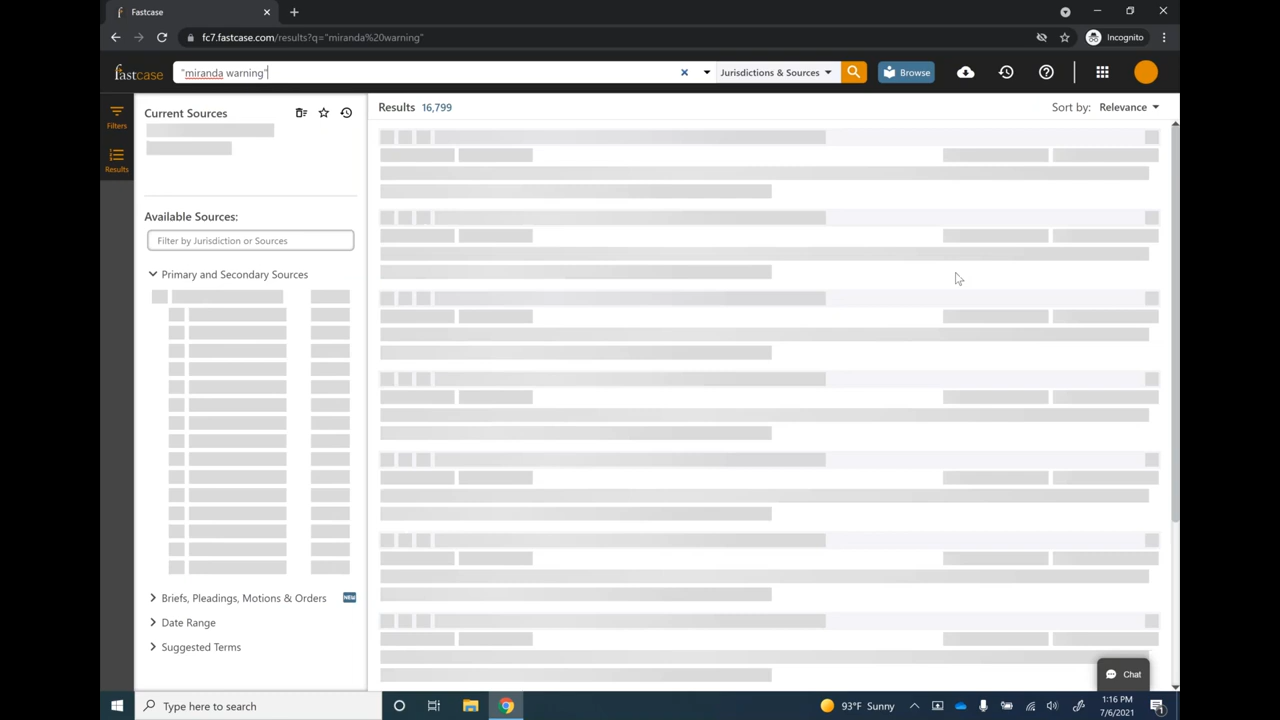 Fastcase
fc7.fastcase.com/results?q="miranda%20warning"
Incognito
fastcase
"miranda warning"
Jurisdictions & Sources
Browse
Filters
Results
Current Sources
Available Sources:
Filter by Jurisdiction or Sources
Primary and Secondary Sources
Briefs, Pleadings, Motions & Orders
NEW
Date Range
Suggested Terms
Results 16,799
Sort by: Relevance
Chat
Type here to search
93°F Sunny
1:16 PM
7/6/2021
1